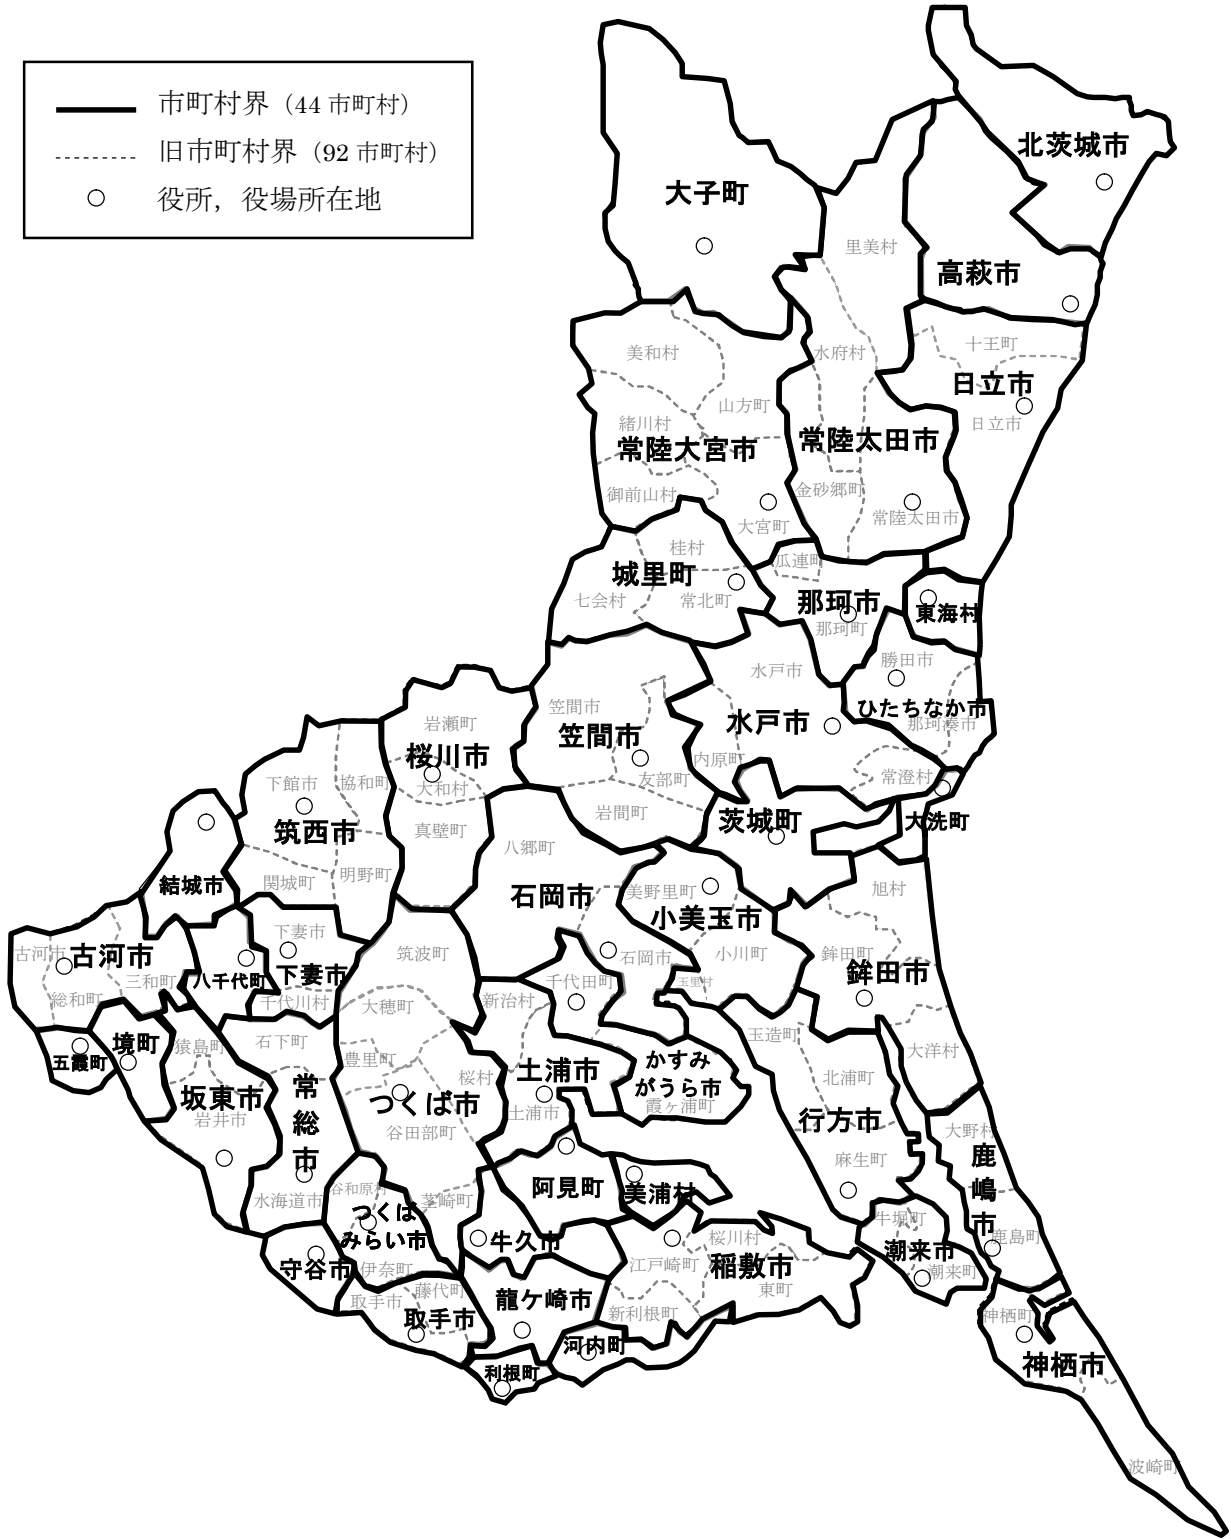 市町村界（44 市町村）
旧市町村界（92 市町村）
役所，役場所在地
北茨城市
大子町
里美村
高萩市
美和村
水府村
十王町
日立市
日立市
山方町
緒川村
常陸大宮市
常陸太田市
御前山村
金砂郷町
大宮町
常陸太田市
桂村
瓜連町
城里町
七会村
常北町
那珂市
那珂町
東海村
勝田市
水戸市
ひたちなか市
那珂湊市
笠間市
笠間市
水戸市
岩瀬町
桜川市
大和村
内原町
友部町
常澄村
下館市
協和町
岩間町
茨城町
大洗町
筑西市
真壁町
八郷町
関城町
明野町
結城市
石岡市
美野里町
旭村
小美玉市
下妻市
筑波町
石岡市
小川町
鉾田町
鉾田市
古河市
古河市
三和町
八千代町
下妻市
千代田町
玉里村
総和町
千代川村
大穂町
新治村
境町
猿島町
石下町
玉造町
大洋村
五霞町
豊里町
かすみ
がうら市
霞ヶ浦町
坂東市
岩井市
常総市
桜村
土浦市
土浦市
つくば市
谷田部町
北浦町
行方市
大野村
麻生町
鹿嶋市
鹿島町
水海道市
谷和原村
茎崎町
阿見町
美浦村
つくば
みらい市
牛久市
桜川村
牛堀町
潮来市
潮来町
守谷市
伊奈町
江戸崎町
稲敷市
東町
藤代町
取手市
取手市
龍ケ崎市
新利根町
河内町
利根町
神栖町
神栖市
波崎町